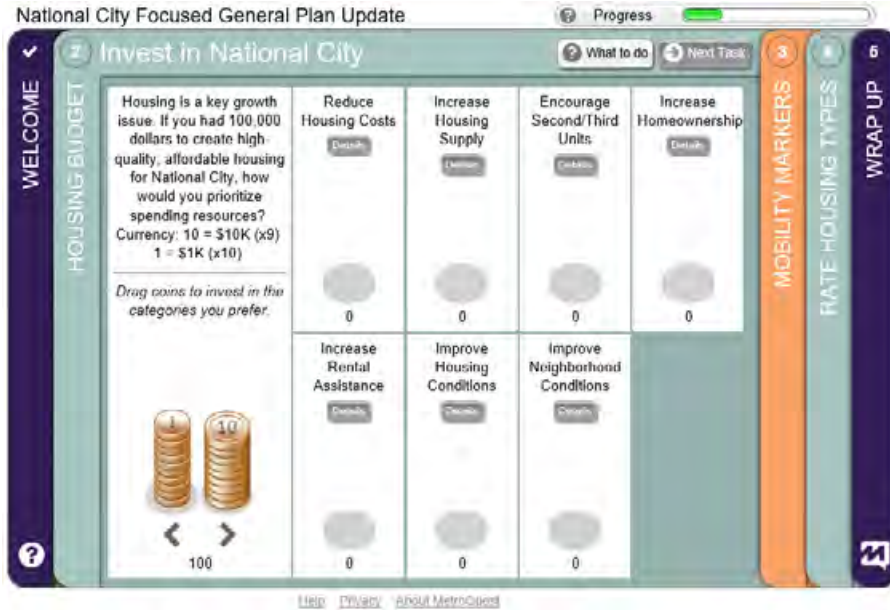 National City Focused General Plan Update
? Progress
2 Invest in National City
? What to do
Next Task
WELCOME
HOUSING BUDGET
Housing is a key growth
issue. If you had 100,000
dollars to create high-
quality, affordable housing
for National City, how
would you prioritize
spending resources?
Currency: 10 = $10K (x9)
1 = $1K (x10)
Drag coins to invest in the
categories you prefer.
1 10
100
Reduce
Housing Costs
Details
0
Increase
Housing
Supply
Details
0
Encourage
Second/Third
Units
Details
0
Increase
Homeownership
Details
0
Increase
Rental
Assistance
Details
0
Improve
Housing
Conditions
Details
0
Improve
Neighborhood
Conditions
Details
0
3
MOBILITY MARKERS
4
RATE HOUSING TYPES
5
WRAP UP
?
Help Privacy About MetroQuest